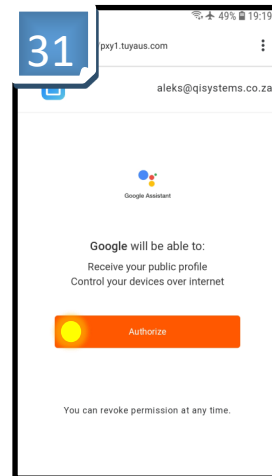 31
49% 19:19
pxy1.tuyaus.com
aleks@qisystems.co.za
Google Assistant
Google will be able to:
Receive your public profile
Control your devices over internet
Authorize
You can revoke permission at any time.